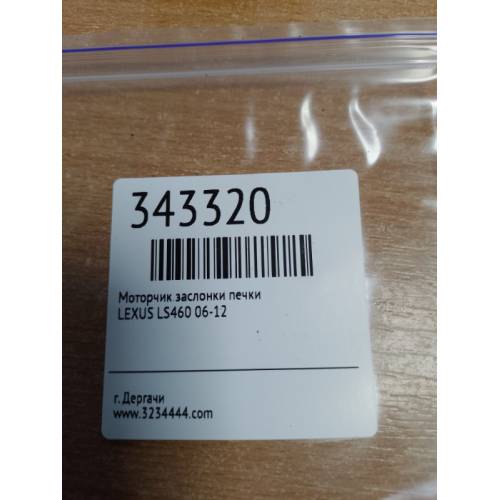 343320
Моторчик заслонки печки
LEXUS LS460 06-12
г. Дергачи
www.3234444.com